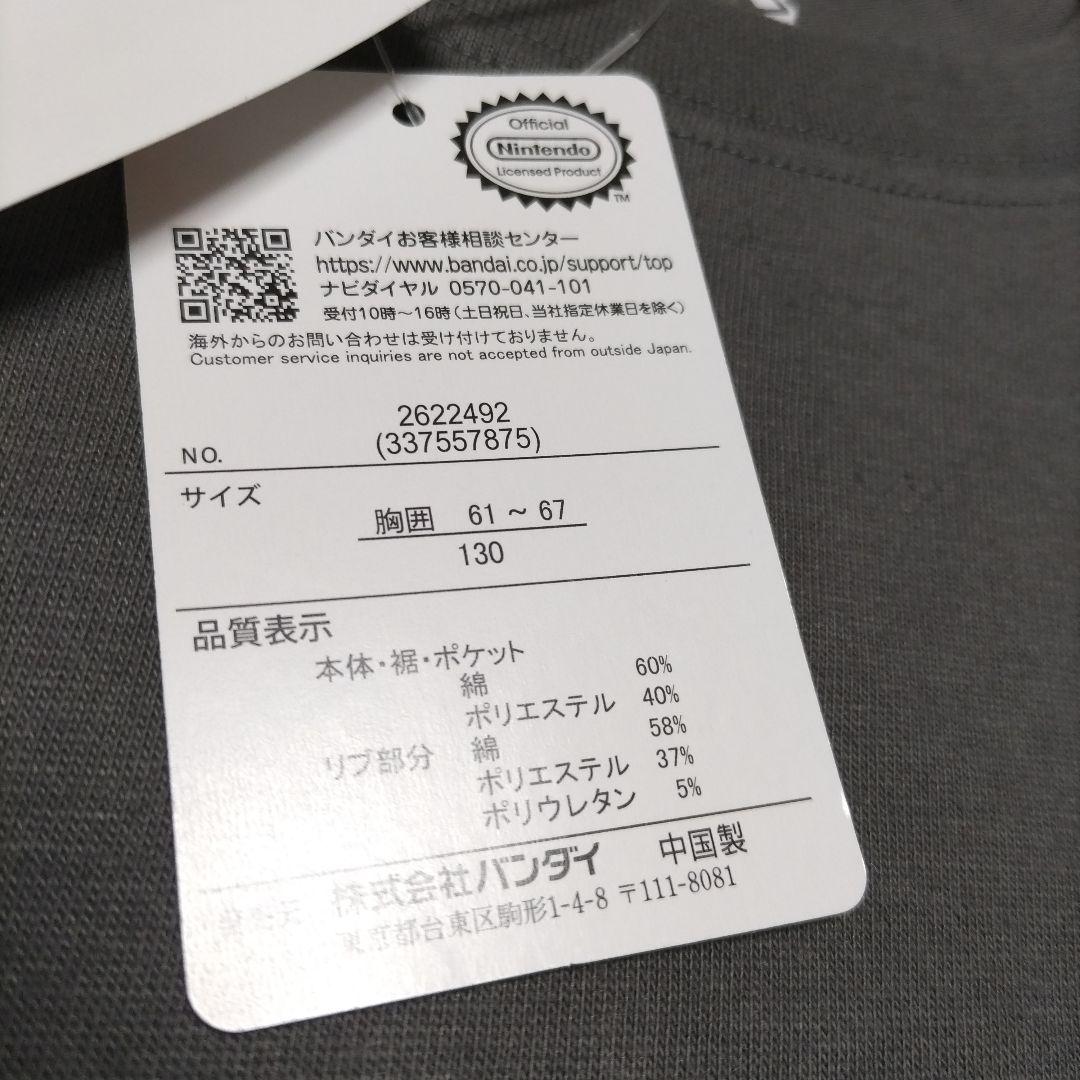 Official
Nintendo
Licensed Product
TM
バンダイお客様相談センター
https://www.bandai.co.jp/support/top
ナビダイヤル 0570-041-101
受付10時~16時(土日祝日、当社指定休業日を除く)
海外からのお問い合わせは受け付けておりません。
Customer service inquiries are not accepted from outside Japan.
2622492
NO. (337557875)
サイズ
胸囲 61 ~ 67
130
品質表示
本体・裾・ポケット
綿 60%
ポリエステル 40%
リブ部分 綿 58%
ポリエステル 37%
ポリウレタン 5%
発売元 株式会社バンダイ 中国製
東京都台東区駒形1-4-8 〒111-8081